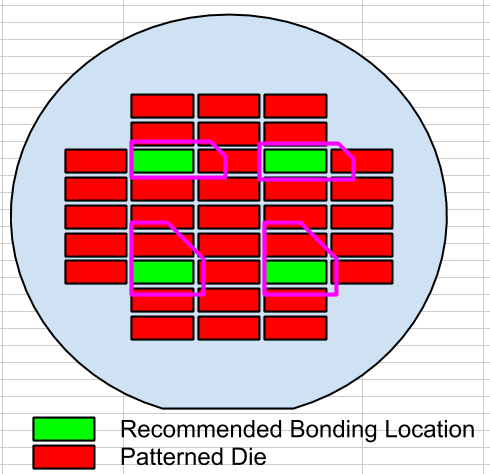 Recommended Bonding Location
Patterned Die